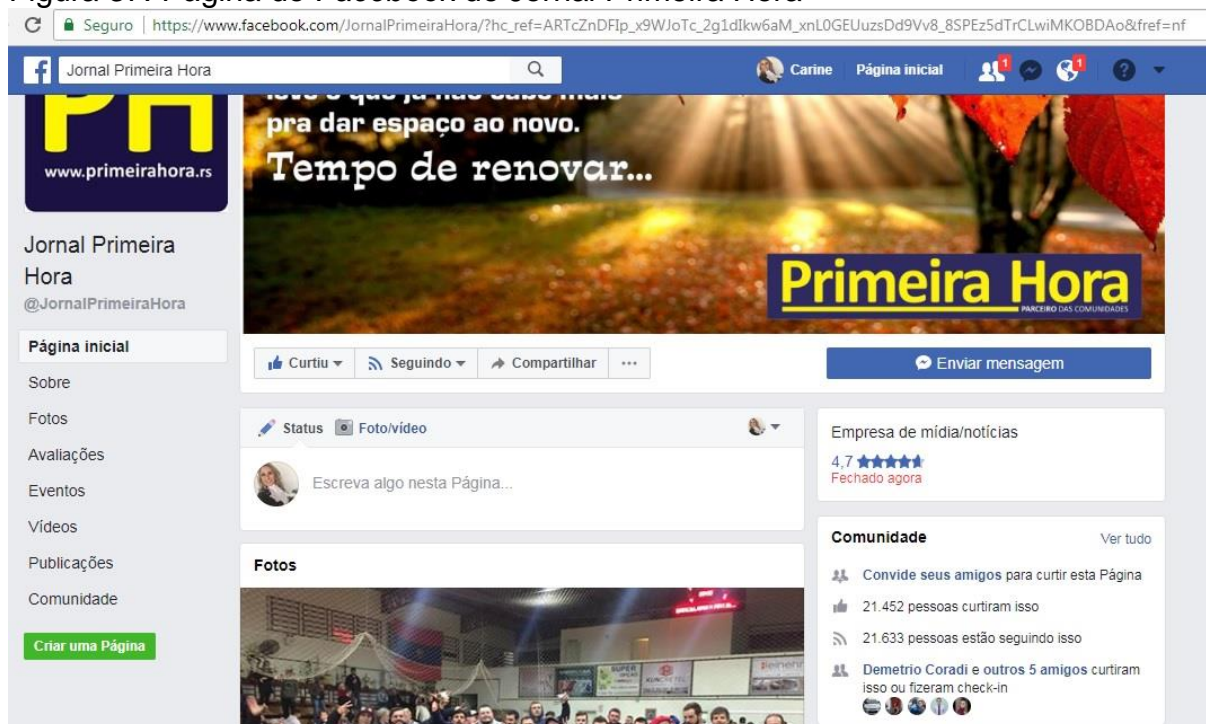 Seguro | https://www.facebook.com/JornalPrimeiraHora/?hc_ref=ARTcZnDFIp_x9WJoTc_2g1dIkw6aM_xnL0GEUuzsDd9Vv8_8SPEz5dTrCLwiMKOBDAo&fref=nf
Jornal Primeira Hora
Carine Página inicial 1 1
PH
www.primeirahora.rs
pra dar espaço ao novo.
Tempo de renovar...
Primeira Hora
PARCEIRO DAS COMUNIDADES
Jornal Primeira
Hora
@JornalPrimeiraHora
Página inicial
Sobre
Fotos
Avaliações
Eventos
Vídeos
Publicações
Comunidade
Criar uma Página
Curtiu Seguindo Compartilhar ...
Enviar mensagem
Status Foto/vídeo
Escreva algo nesta Página...
Fotos
Empresa de mídia/notícias
4,7
Fechado agora
Comunidade Ver tudo
Convide seus amigos para curtir esta Página
21.452 pessoas curtiram isso
21.633 pessoas estão seguindo isso
Demetrio Coradi e outros 5 amigos curtiram
isso ou fizeram check-in